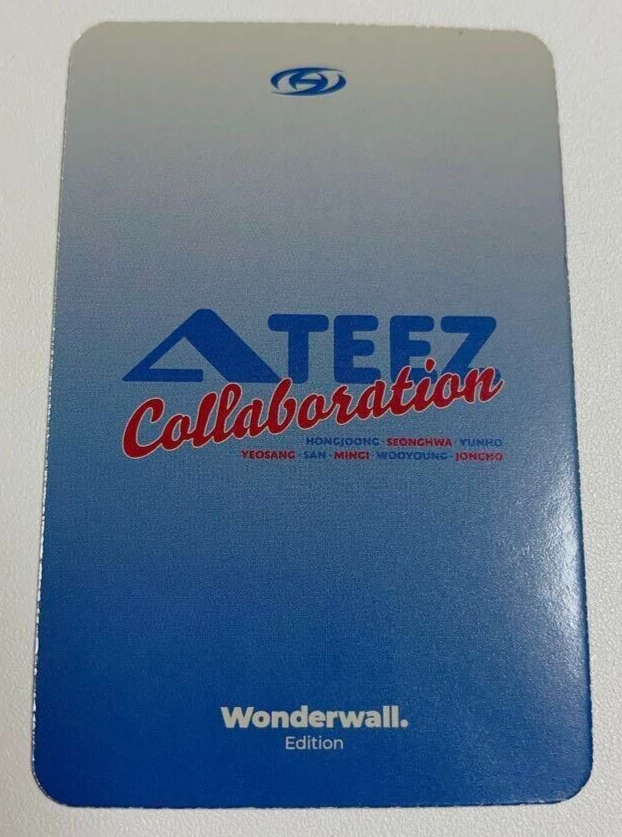 ATEEZ
Collaboration
HONGJOONG · SEONGHWA · YUNHO
YEOSANG · SAN · MINGI · WOOYOUNG · JONGHO
Wonderwall.
Edition